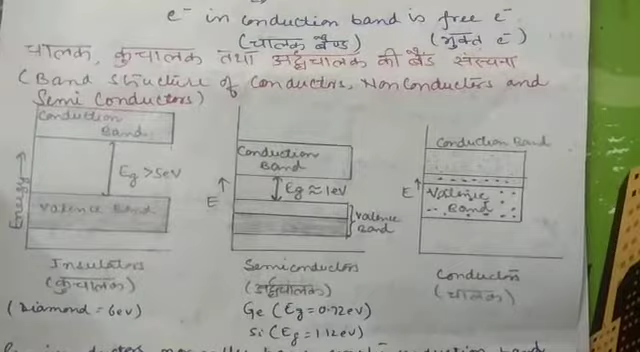 e⁻ in conduction band is free e⁻
(चालक बैण्ड) (मुक्त e⁻)
चालक, कुचालक तथा अर्द्धचालक की बैंड संरचना
(Band structure of Conductors, Non Conductors and
Semi Conductors)
Conduction Band
Eg > 5ev
Valence Band
Energy
Insulators
(कुचालक)
(Diamond = 6ev)
Conduction Band
Eg ≈ 1ev
E
Valence Band
Semiconductors
(अर्द्धचालक)
Ge (Eg = 0.72ev)
Si (Eg = 1.12ev)
Conduction Band
E
Valence Band
Conductors
(चालक)